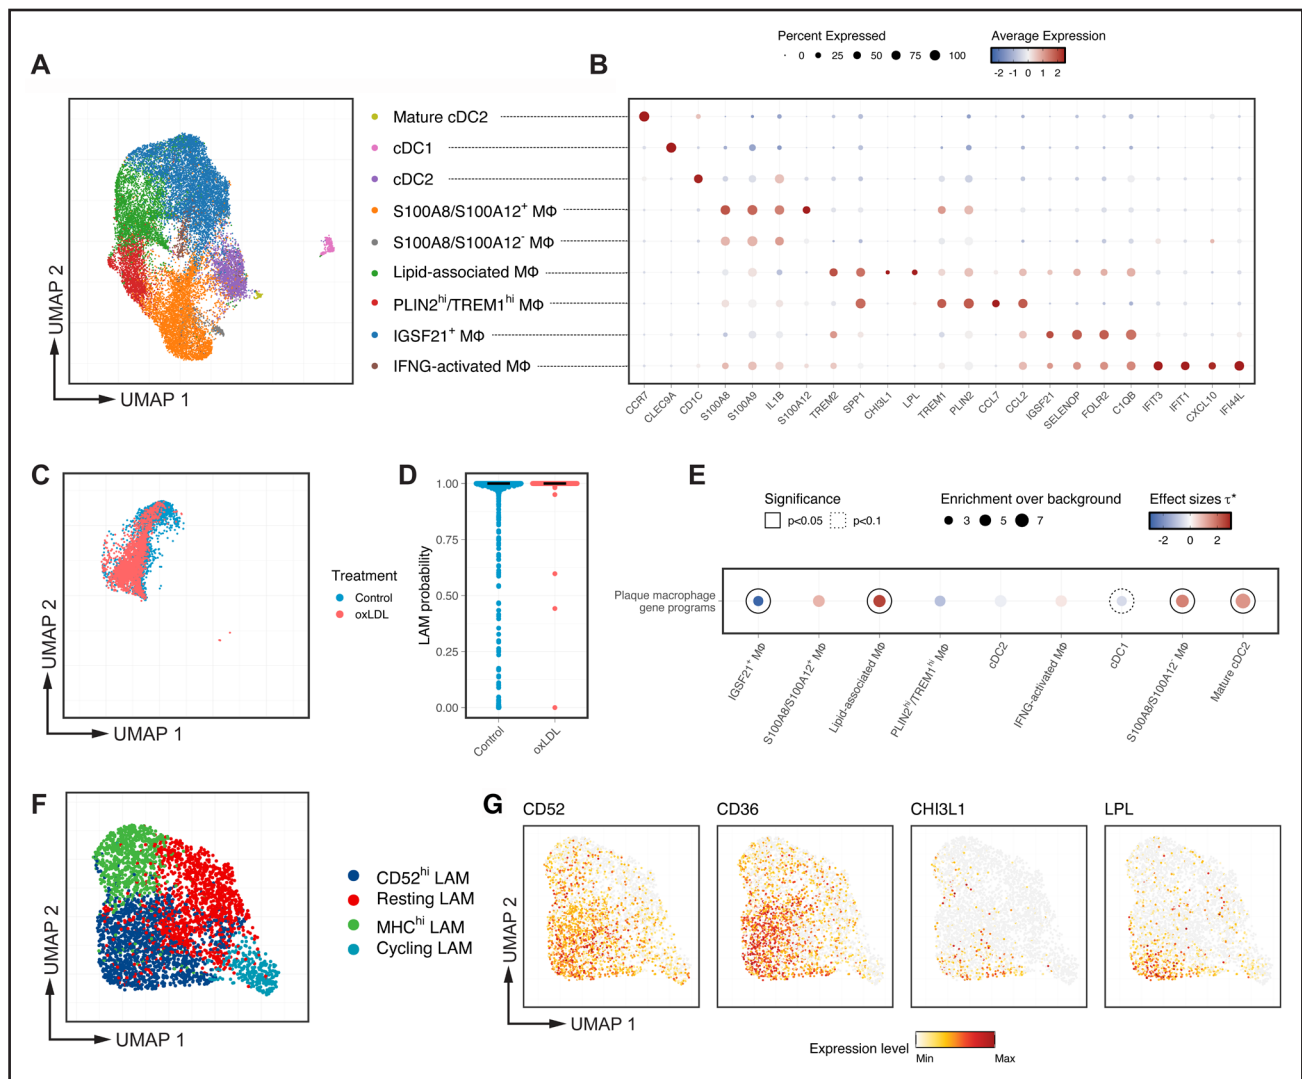 A
B
Percent Expressed
0 25 50 75 100
Average Expression
-2 -1 0 1 2
Mature cDC2
cDC1
cDC2
S100A8/S100A12⁺ MΦ
S100A8/S100A12⁻ MΦ
Lipid-associated MΦ
PLIN2ʰⁱ/TREM1ʰⁱ MΦ
IGSF21⁺ MΦ
IFNG-activated MΦ
UMAP 2
UMAP 1
CCR7
CLEC9A
CD1C
S100A8
S100A9
IL1B
S100A12
TREM2
SPP1
CHI3L1
LPL
TREM1
PLIN2
CCL7
CCL2
IGSF21
SELENOP
FOLR2
C1QB
IFIT3
IFIT1
CXCL10
IFI44L
C
UMAP 2
UMAP 1
Treatment
Control
oxLDL
D
LAM probability
1.00
0.75
0.50
0.25
0.00
Control
oxLDL
E
Significance
p<0.05 p<0.1
Enrichment over background
3 5 7
Effect sizes τ*
-2 0 2
Plaque macrophage
gene programs
IGSF21⁺ MΦ
S100A8/S100A12⁺ MΦ
Lipid-associated MΦ
PLIN2ʰⁱ/TREM1ʰⁱ MΦ
cDC2
IFNG-activated MΦ
cDC1
S100A8/S100A12⁻ MΦ
Mature cDC2
F
UMAP 2
UMAP 1
CD52ʰⁱ LAM
Resting LAM
MHCʰⁱ LAM
Cycling LAM
G
CD52
CD36
CHI3L1
LPL
UMAP 2
UMAP 1
Expression level
Min Max